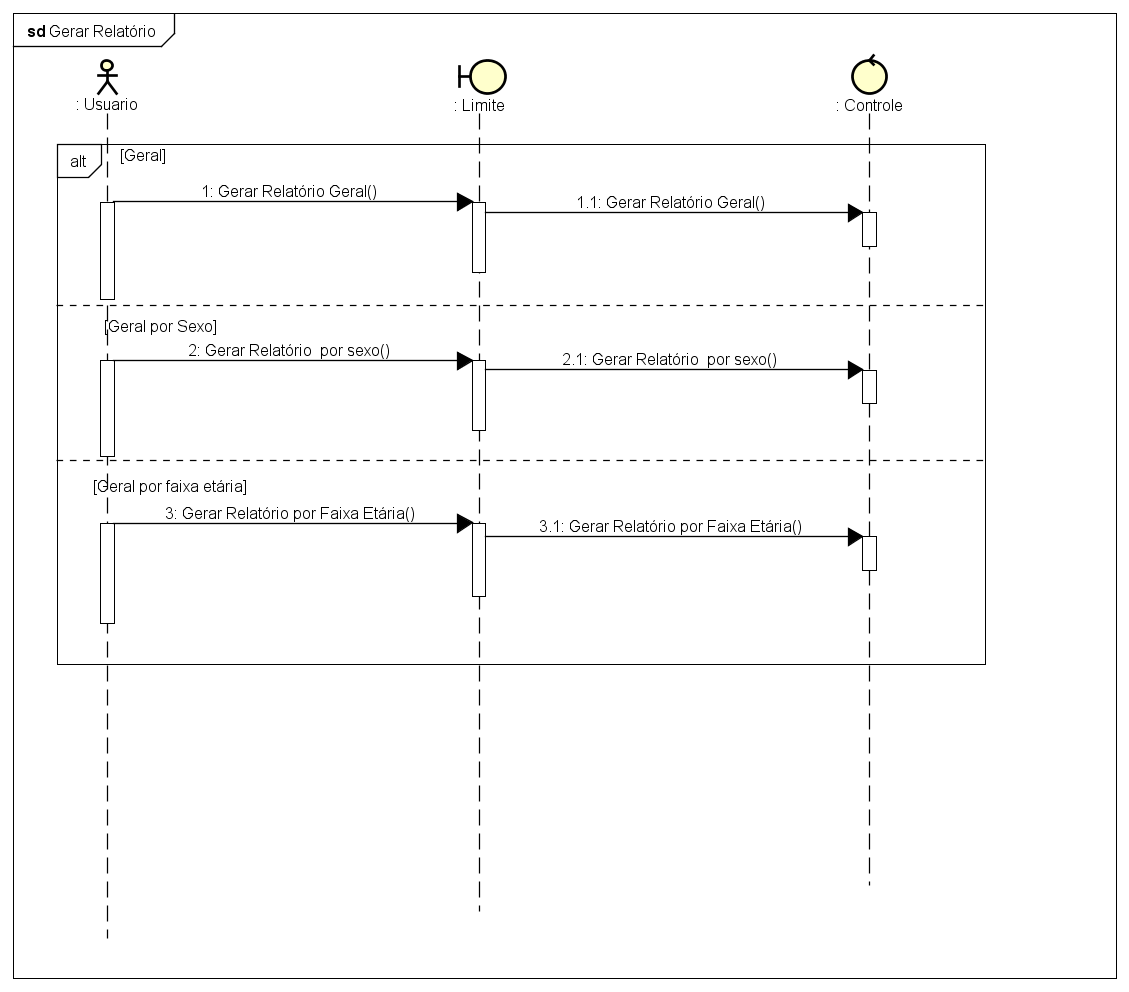 sd Gerar Relatório
: Usuario
: Limite
: Controle
alt
[Geral]
1: Gerar Relatório Geral()
1.1: Gerar Relatório Geral()
[Geral por Sexo]
2: Gerar Relatório  por sexo()
2.1: Gerar Relatório  por sexo()
[Geral por faixa etária]
3: Gerar Relatório por Faixa Etária()
3.1: Gerar Relatório por Faixa Etária()